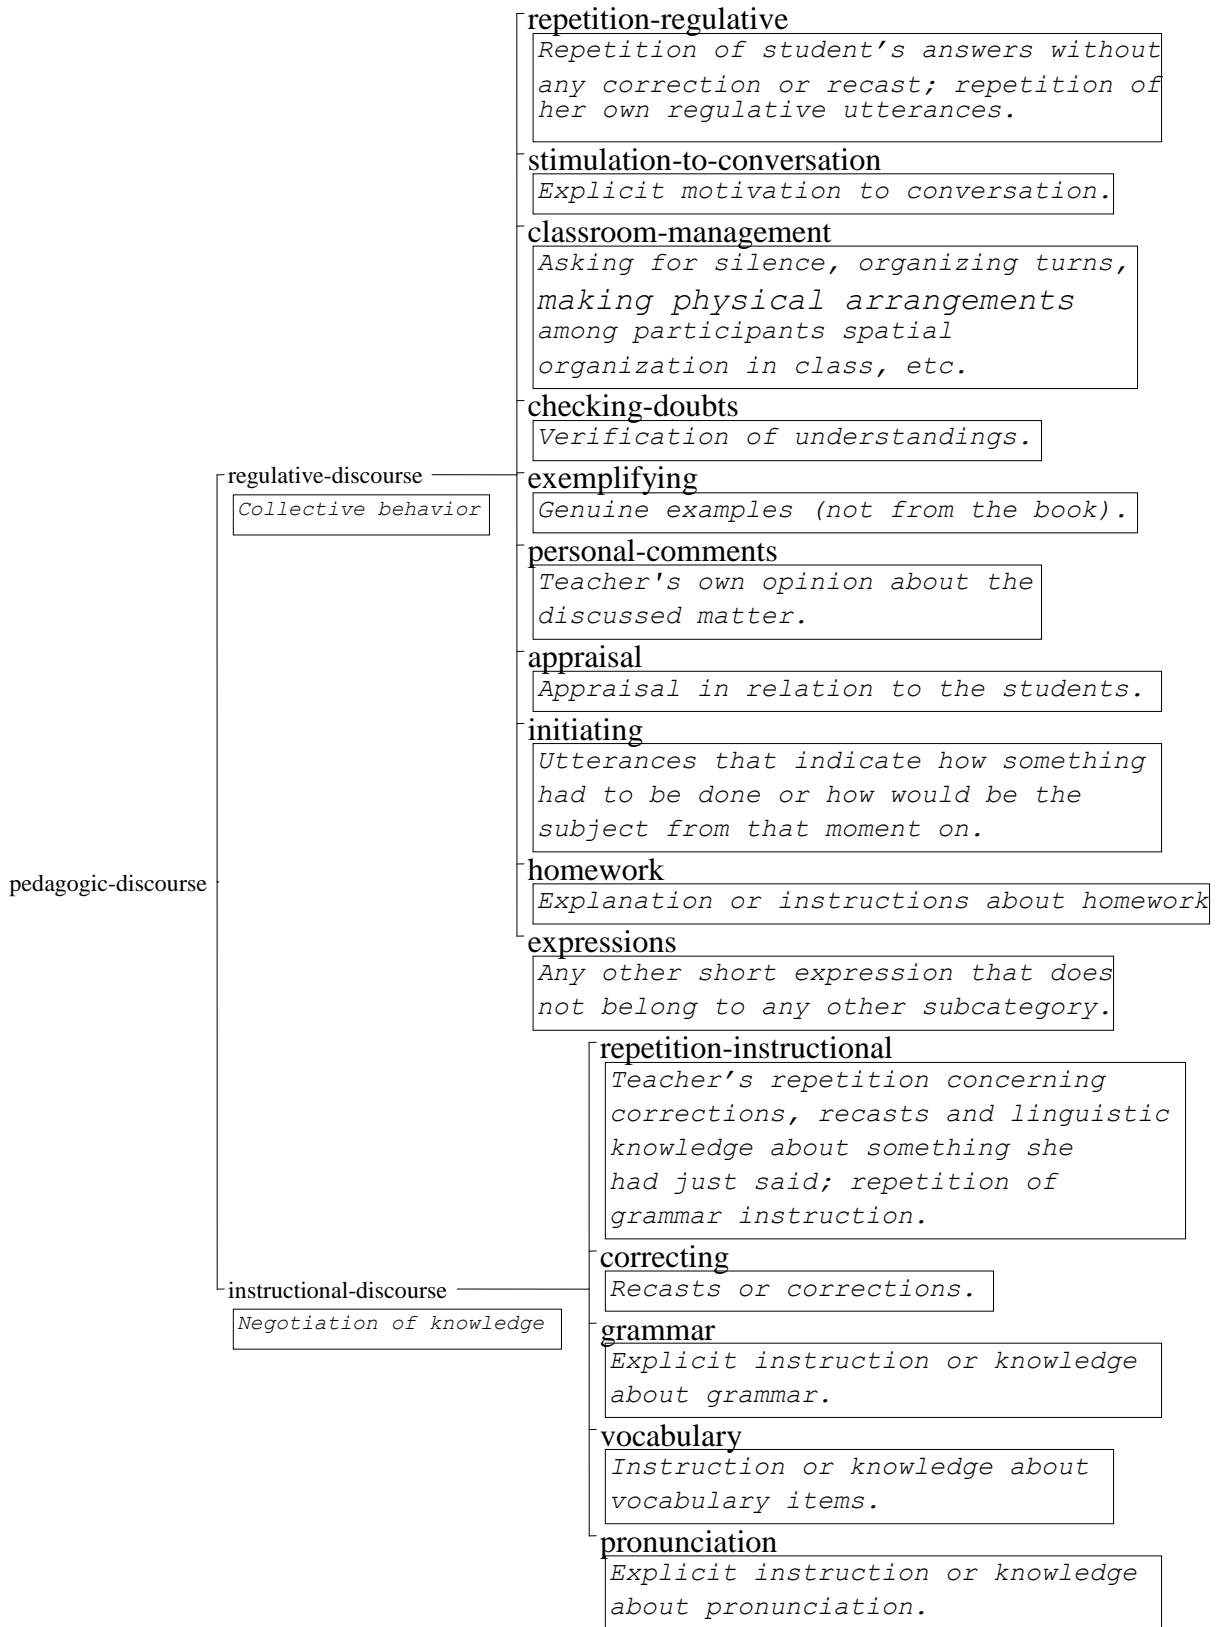 repetition-regulative
Repetition of student's answers without
any correction or recast; repetition of
her own regulative utterances.
stimulation-to-conversation
Explicit motivation to conversation.
classroom-management
Asking for silence, organizing turns,
making physical arrangements
among participants spatial
organization in class, etc.
checking-doubts
Verification of understandings.
regulative-discourse
Collective behavior
exemplifying
Genuine examples (not from the book).
personal-comments
Teacher's own opinion about the
discussed matter.
appraisal
Appraisal in relation to the students.
initiating
Utterances that indicate how something
had to be done or how would be the
subject from that moment on.
homework
Explanation or instructions about homework
pedagogic-discourse
expressions
Any other short expression that does
not belong to any other subcategory.
repetition-instructional
Teacher's repetition concerning
corrections, recasts and linguistic
knowledge about something she
had just said; repetition of
grammar instruction.
correcting
Recasts or corrections.
instructional-discourse
Negotiation of knowledge
grammar
Explicit instruction or knowledge
about grammar.
vocabulary
Instruction or knowledge about
vocabulary items.
pronunciation
Explicit instruction or knowledge
about pronunciation.